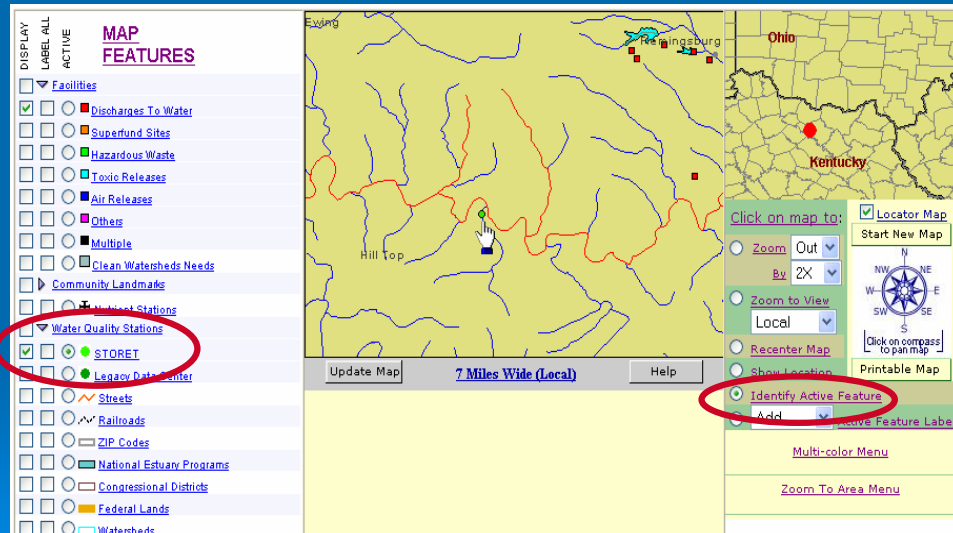 DISPLAY
LABEL ALL
ACTIVE
MAP
FEATURES
Facilities
Discharges To Water
Superfund Sites
Hazardous Waste
Toxic Releases
Air Releases
Others
Multiple
Clean Watersheds Needs
Community Landmarks
Nutrient Stations
Water Quality Stations
STORET
Legacy Data Center
Streets
Railroads
ZIP Codes
National Estuary Programs
Congressional Districts
Federal Lands
Watersheds
Ewing
Flemingsburg
Hill Top
Update Map
7 Miles Wide (Local)
Help
Ohio
Kentucky
Click on map to:
Zoom Out
By 2X
Zoom to View
Local
Recenter Map
Show Location
Identify Active Feature
Add Active Feature Labe
Locator Map
Start New Map
N
NW NE
W E
SW SE
S
Click on compass
to pan map
Printable Map
Multi-color Menu
Zoom To Area Menu